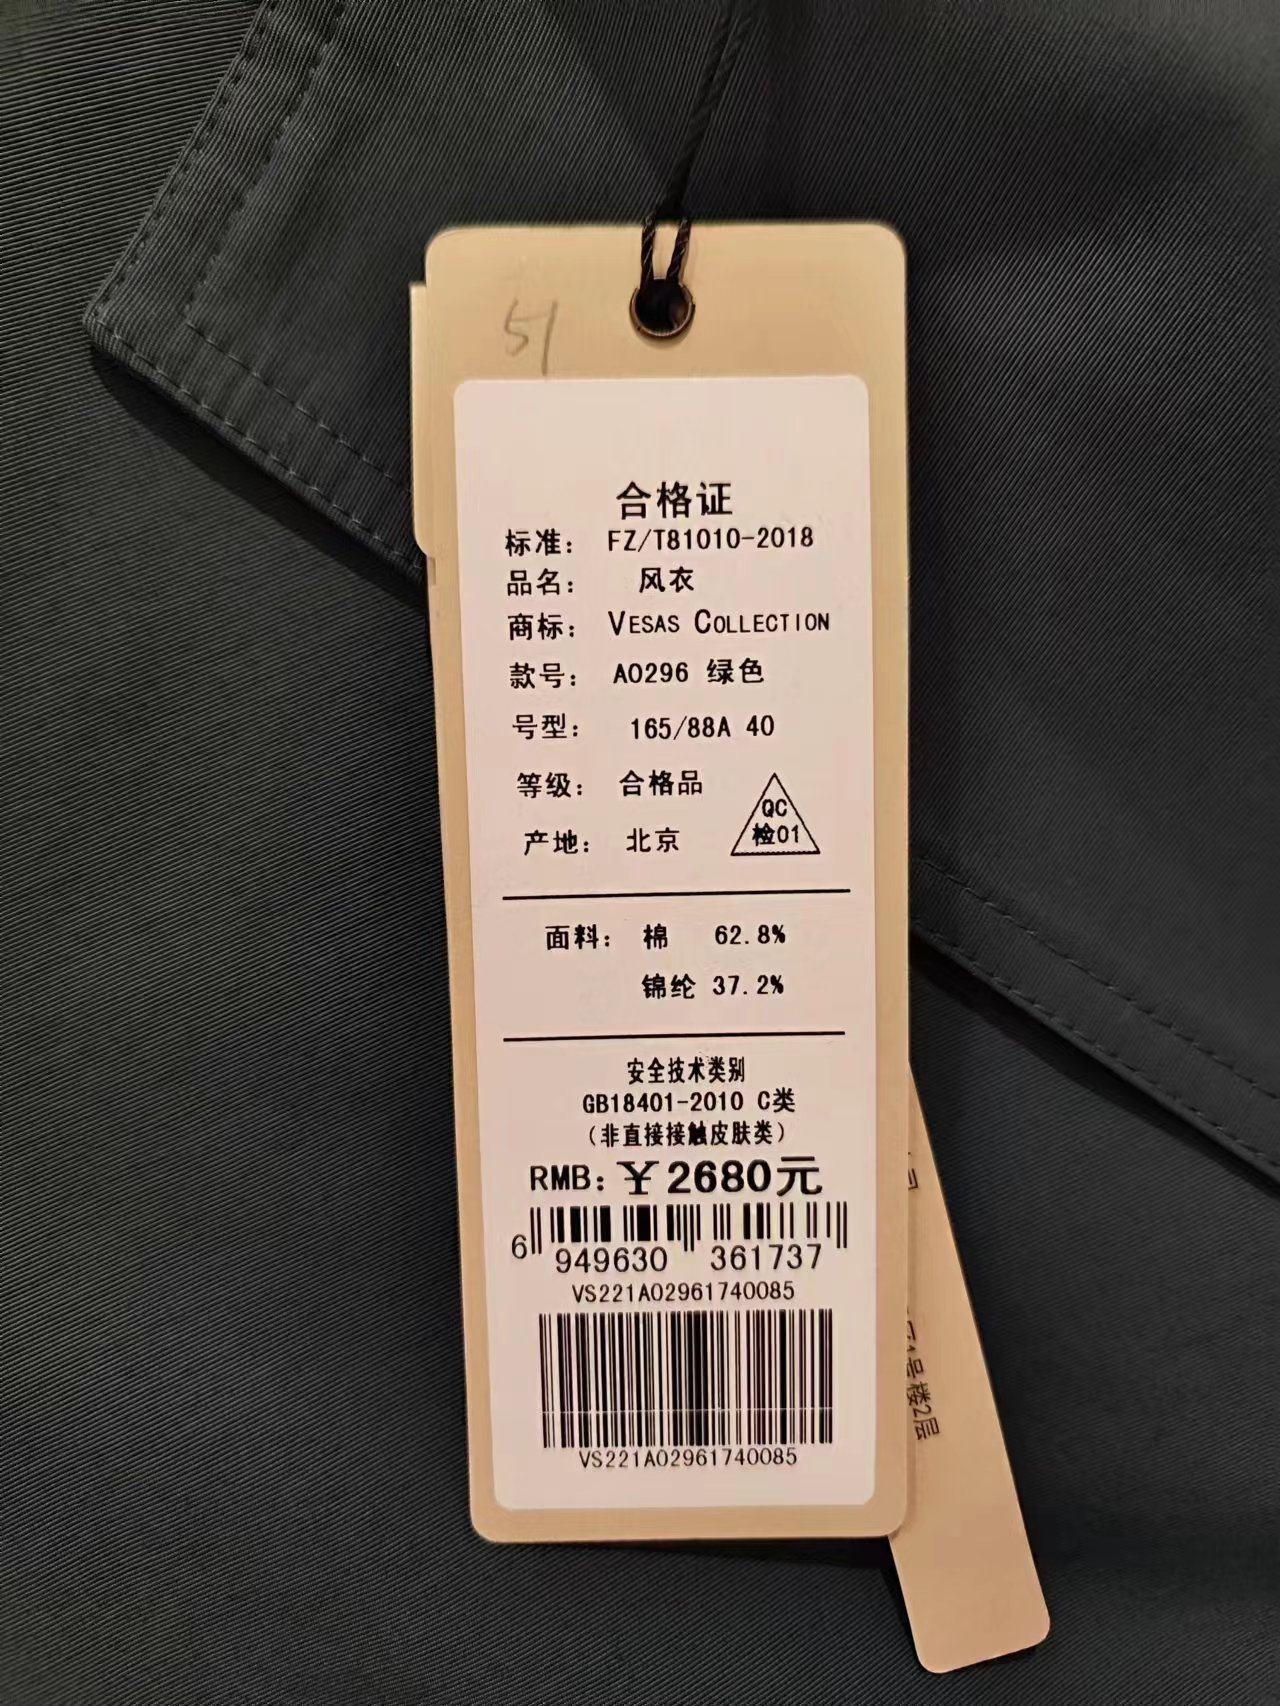 51
合格证
标准： FZ/T81010-2018
品名： 风衣
商标： VESAS COLLECTION
款号： A0296 绿色
号型： 165/88A 40
等级： 合格品
QC
检01
产地： 北京
面料： 棉 62.8%
锦纶 37.2%
安全技术类别
GB18401-2010 C类
（非直接接触皮肤类）
RMB: ￥2680元
6 949630 361737
VS221A02961740085
VS221A02961740085
号楼2层